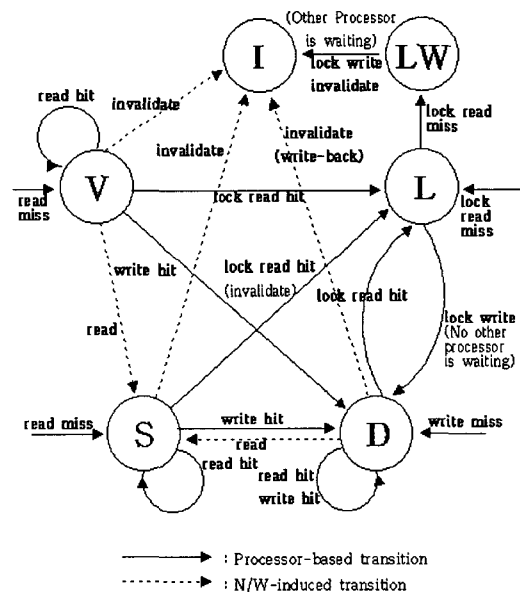 (Other Processor
is waiting)
I
LW
lock write
invalidate
read hit
invalidate
lock read
miss
invalidate
invalidate
(write-back)
V
L
read
miss
lock read hit
lock
read
miss
write hit
lock read hit
(invalidate)
lock read hit
lock write
(No other
processor
is waiting)
read
read miss
S
write hit
D
write miss
read
read hit
read hit
write hit
: Processor-based transition
: N/W-induced transition